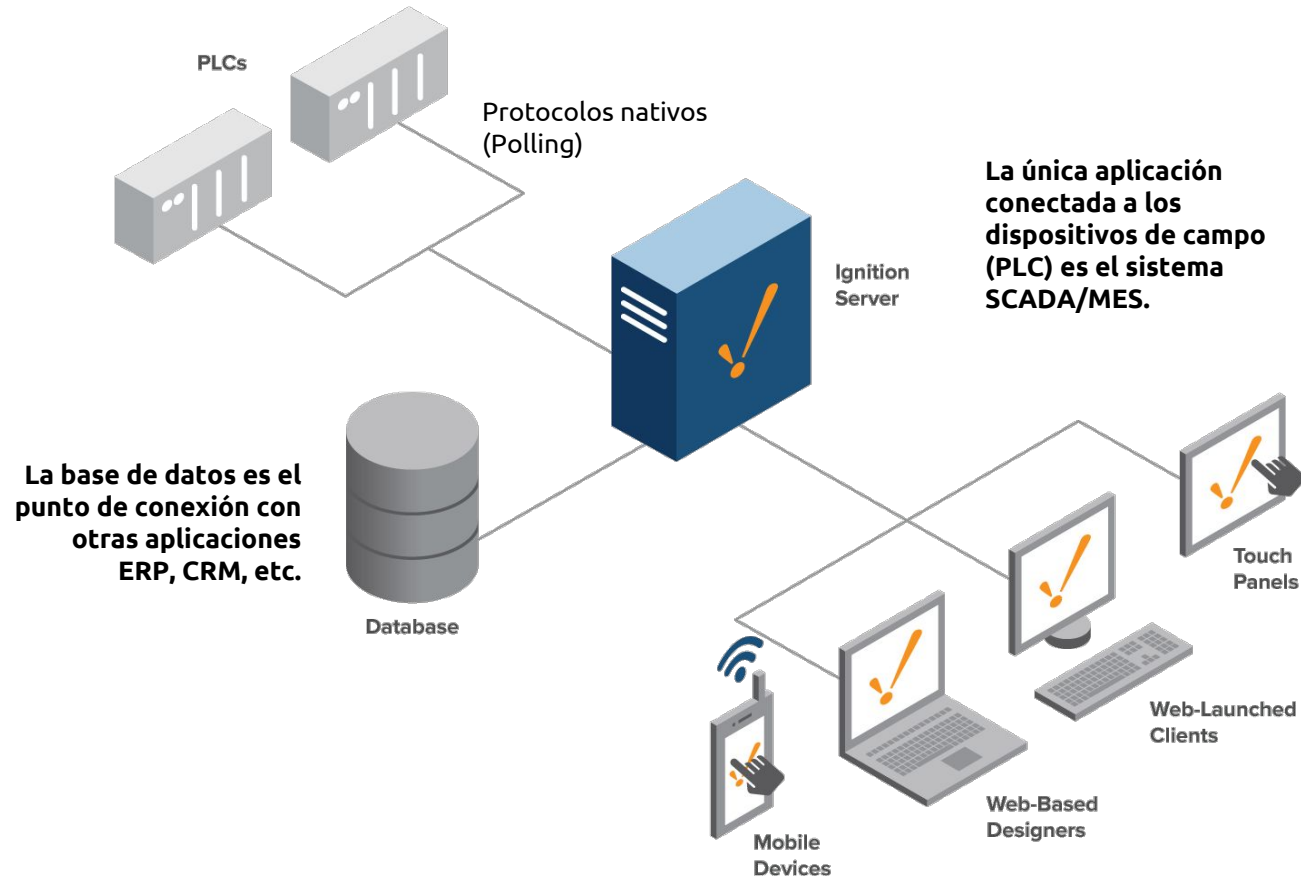 PLCs
Protocolos nativos
(Polling)
La única aplicación
conectada a los
dispositivos de campo
(PLC) es el sistema
SCADA/MES.
Ignition
Server
La base de datos es el
punto de conexión con
otras aplicaciones
ERP, CRM, etc.
Database
Touch
Panels
Web-Launched
Clients
Web-Based
Designers
Mobile
Devices